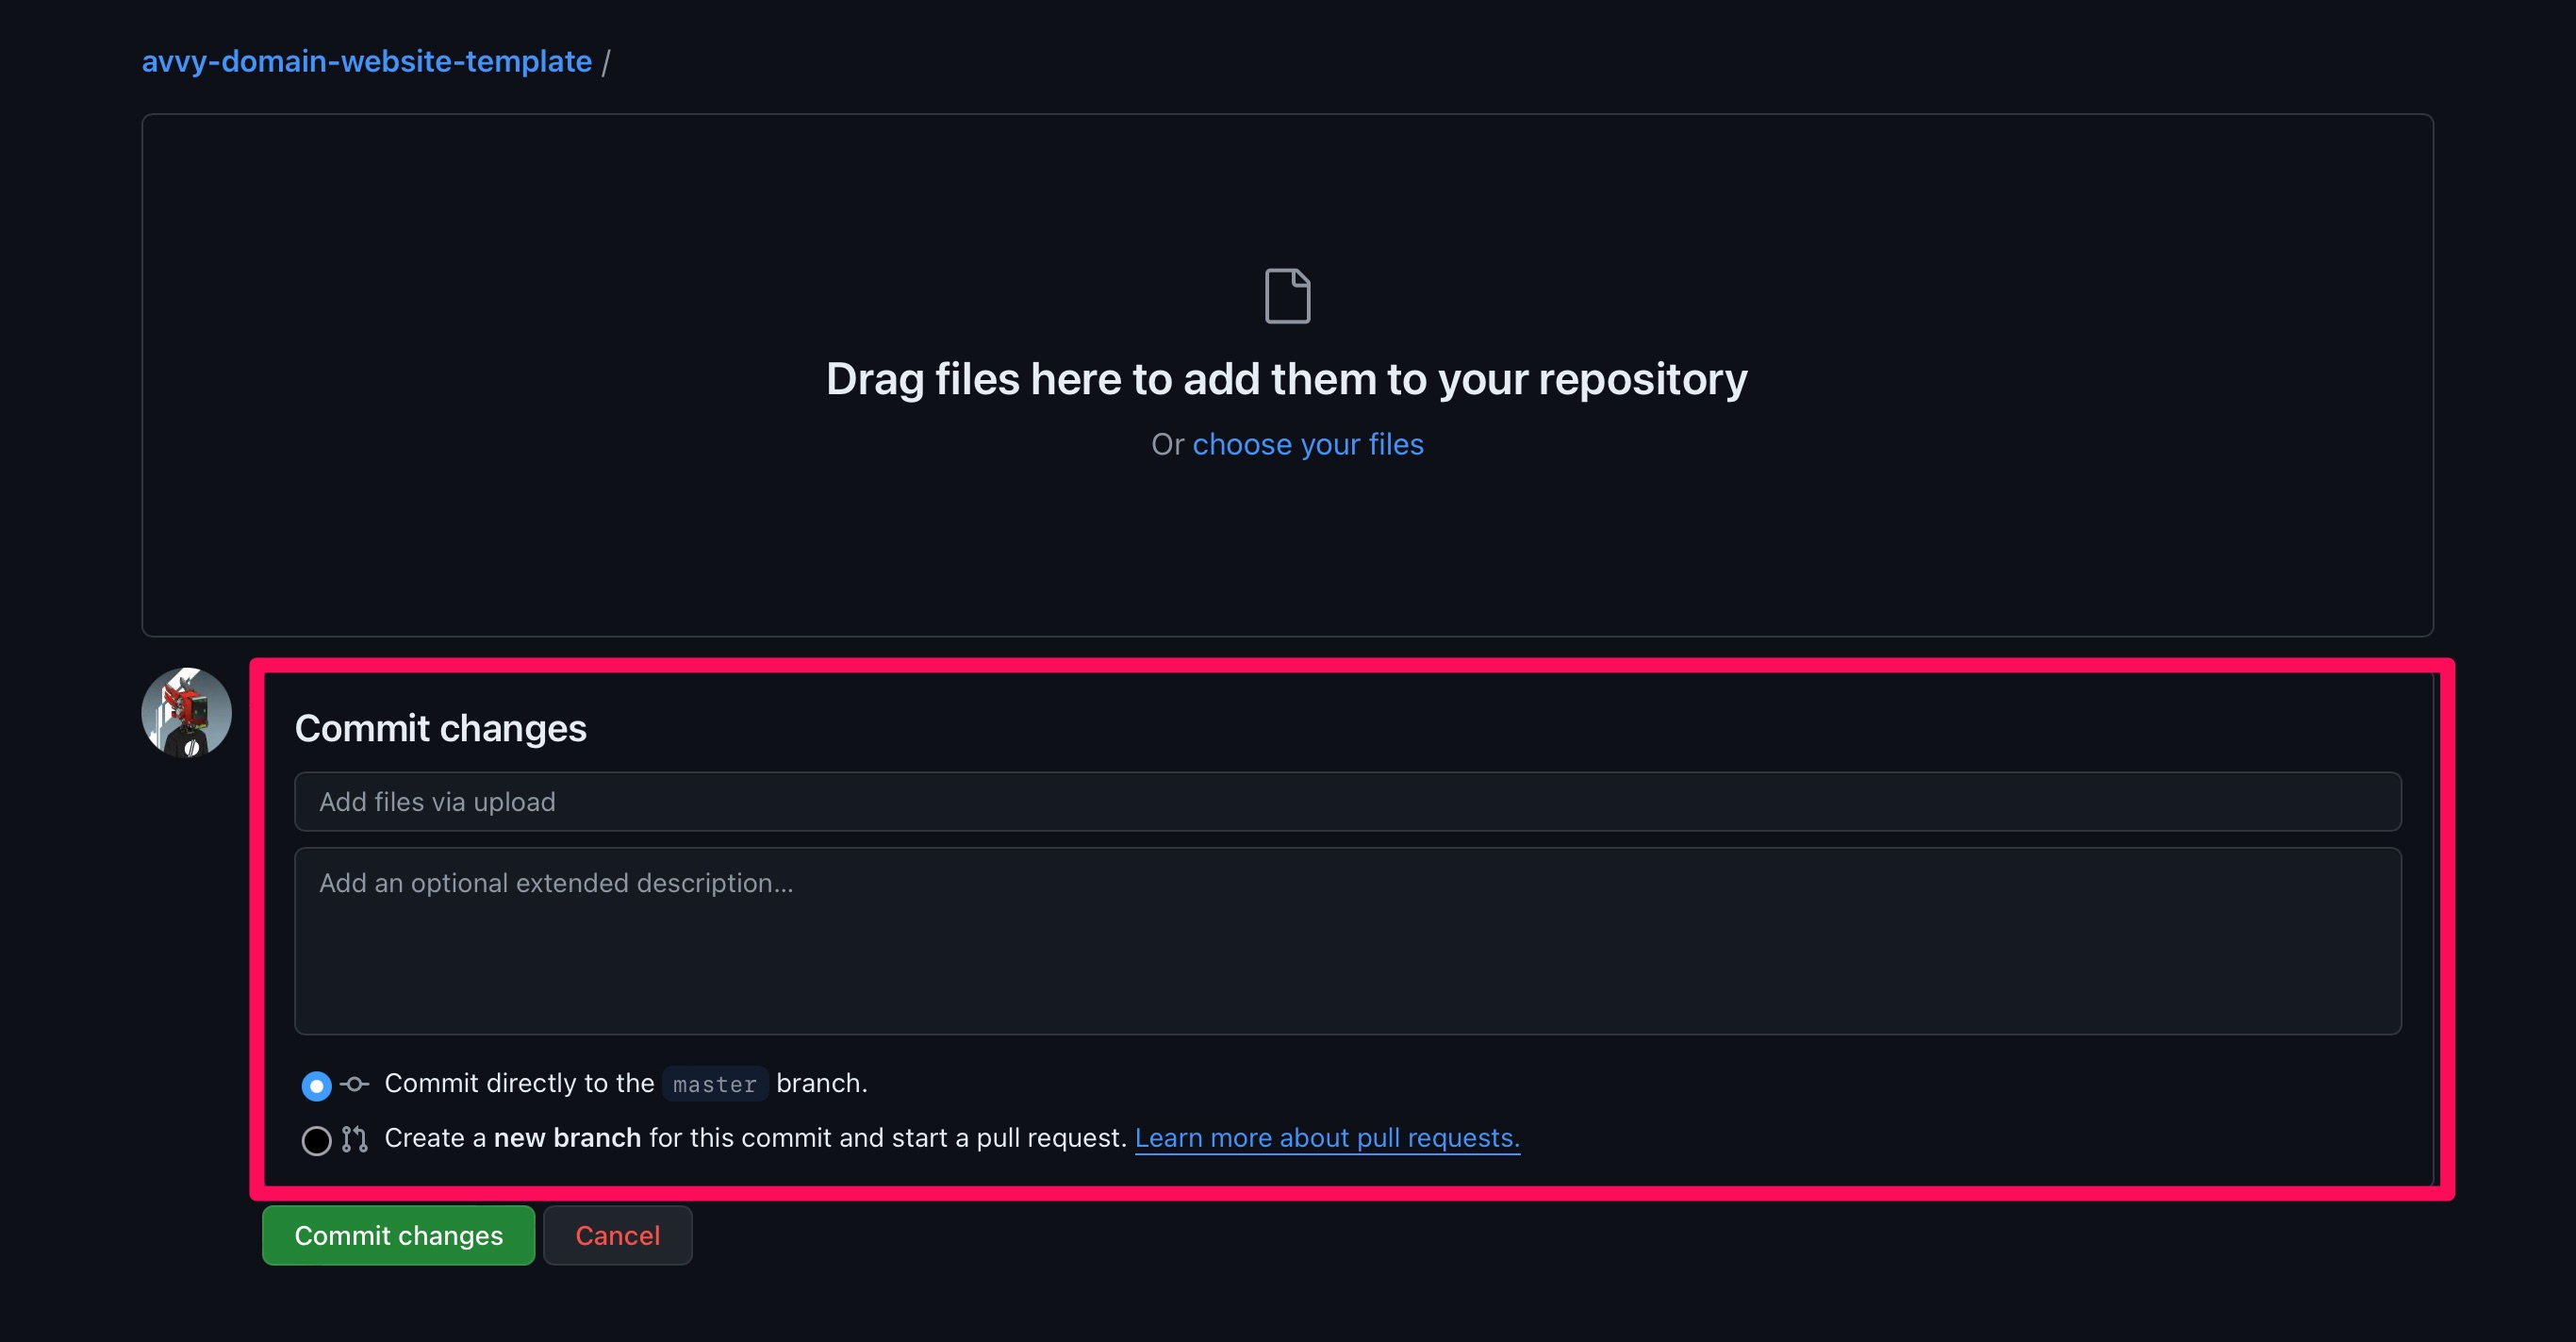 avvy-domain-website-template /
Drag files here to add them to your repository
Or choose your files
Commit changes
Add files via upload
Add an optional extended description...
Commit directly to the master branch.
Create a new branch for this commit and start a pull request. Learn more about pull requests.
Commit changes Cancel